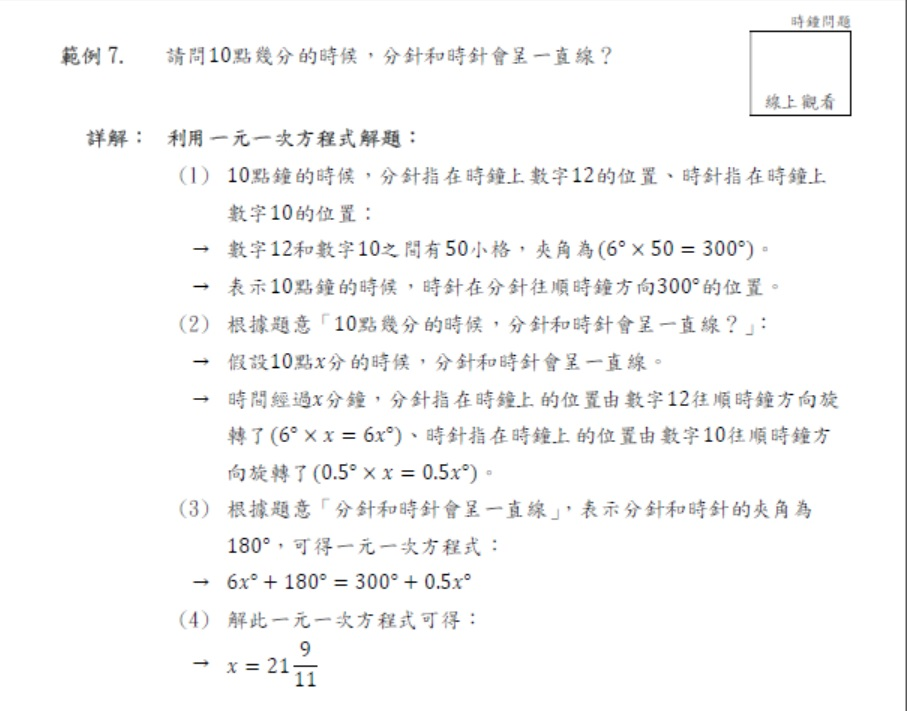 時鐘問題
範例 7. 請問10點幾分的時候，分針和時針會呈一直線？
線上觀看
詳解： 利用一元一次方程式解題：
(1) 10點鐘的時候，分針指在時鐘上數字12的位置、時針指在時鐘上
數字10的位置：
→ 數字12和數字10之間有50小格，夾角為(6° × 50 = 300°)。
→ 表示10點鐘的時候，時針在分針往順時鐘方向300°的位置。
(2) 根據題意「10點幾分的時候，分針和時針會呈一直線？」：
→ 假設10點x分的時候，分針和時針會呈一直線。
→ 時間經過x分鐘，分針指在時鐘上的位置由數字12往順時鐘方向旋
轉了(6° × x = 6x°)、時針指在時鐘上的位置由數字10往順時鐘方
向旋轉了(0.5° × x = 0.5x°)。
(3) 根據題意「分針和時針會呈一直線」，表示分針和時針的夾角為
180°，可得一元一次方程式：
→ 6x° + 180° = 300° + 0.5x°
(4) 解此一元一次方程式可得：
→ x = 21 9/11